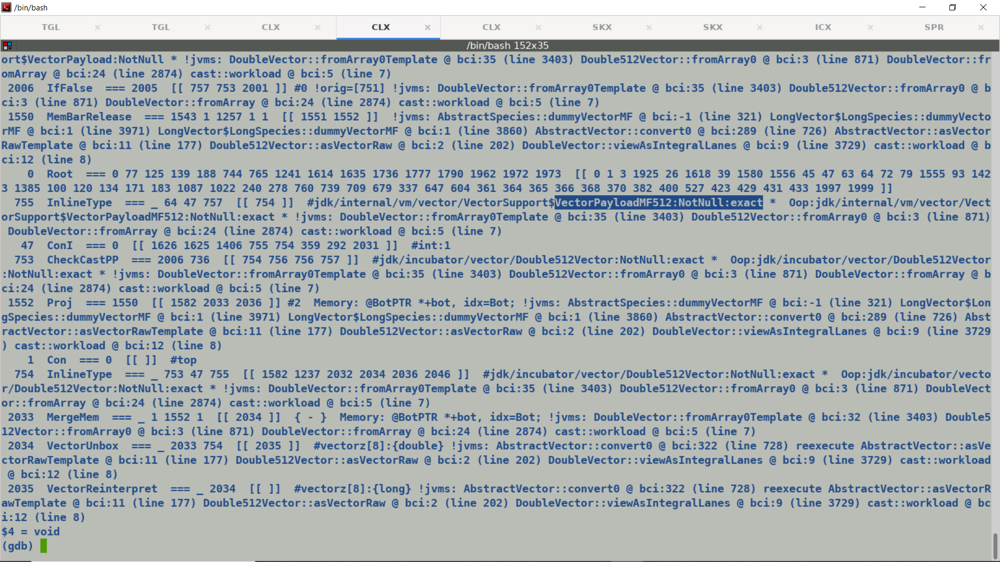 /bin/bash
TGL × TGL × CLX × CLX × CLX × SKX × SKX × ICX × SPR ×
/bin/bash 152x35
ort$VectorPayload:NotNull * !jvms: DoubleVector::fromArray0Template @ bci:35 (line 3403) Double512Vector::fromArray0 @ bci:3 (line 871) DoubleVector::fr
omArray @ bci:24 (line 2874) cast::workload @ bci:5 (line 7)
 2006  IfFalse  === 2005  [[ 757 753 2001 ]] #0 !orig=[751] !jvms: DoubleVector::fromArray0Template @ bci:35 (line 3403) Double512Vector::fromArray0 @ b
ci:3 (line 871) DoubleVector::fromArray @ bci:24 (line 2874) cast::workload @ bci:5 (line 7)
 1550  MemBarRelease  === 1543 1 1257 1 1  [[ 1551 1552 ]]  !jvms: AbstractSpecies::dummyVectorMF @ bci:-1 (line 321) LongVector$LongSpecies::dummyVecto
rMF @ bci:1 (line 3971) LongVector$LongSpecies::dummyVectorMF @ bci:1 (line 3860) AbstractVector::convert0 @ bci:289 (line 726) AbstractVector::asVector
RawTemplate @ bci:11 (line 177) Double512Vector::asVectorRaw @ bci:2 (line 202) DoubleVector::viewAsIntegralLanes @ bci:9 (line 3729) cast::workload @ b
ci:12 (line 8)
    0  Root  === 0 77 125 139 188 744 765 1241 1614 1635 1736 1777 1790 1962 1972 1973  [[ 0 1 3 1925 26 1618 39 1580 1556 45 47 63 64 72 79 1555 93 142
3 1385 100 120 134 171 183 1087 1022 240 278 760 739 709 679 337 647 604 361 364 365 366 368 370 382 400 527 423 429 431 433 1997 1999 ]]
  755  InlineType  === _ 64 47 757  [[ 754 ]]  #jdk/internal/vm/vector/VectorSupport$VectorPayloadMF512:NotNull:exact *  Oop:jdk/internal/vm/vector/Vect
orSupport$VectorPayloadMF512:NotNull:exact * !jvms: DoubleVector::fromArray0Template @ bci:35 (line 3403) Double512Vector::fromArray0 @ bci:3 (line 871)
 DoubleVector::fromArray @ bci:24 (line 2874) cast::workload @ bci:5 (line 7)
   47  ConI  === 0  [[ 1626 1625 1406 755 754 359 292 2031 ]]  #int:1
  753  CheckCastPP  === 2006 736  [[ 754 756 756 757 ]]  #jdk/incubator/vector/Double512Vector:NotNull:exact *  Oop:jdk/incubator/vector/Double512Vector
:NotNull:exact * !jvms: DoubleVector::fromArray0Template @ bci:35 (line 3403) Double512Vector::fromArray0 @ bci:3 (line 871) DoubleVector::fromArray @ b
ci:24 (line 2874) cast::workload @ bci:5 (line 7)
 1552  Proj  === 1550  [[ 1582 2033 2036 ]] #2  Memory: @BotPTR *+bot, idx=Bot; !jvms: AbstractSpecies::dummyVectorMF @ bci:-1 (line 321) LongVector$Lon
gSpecies::dummyVectorMF @ bci:1 (line 3971) LongVector$LongSpecies::dummyVectorMF @ bci:1 (line 3860) AbstractVector::convert0 @ bci:289 (line 726) Abst
ractVector::asVectorRawTemplate @ bci:11 (line 177) Double512Vector::asVectorRaw @ bci:2 (line 202) DoubleVector::viewAsIntegralLanes @ bci:9 (line 3729
) cast::workload @ bci:12 (line 8)
    1  Con  === 0  [[ ]]  #top
  754  InlineType  === _ 753 47 755  [[ 1582 1237 2032 2034 2036 2046 ]]  #jdk/incubator/vector/Double512Vector:NotNull:exact *  Oop:jdk/incubator/vecto
r/Double512Vector:NotNull:exact * !jvms: DoubleVector::fromArray0Template @ bci:35 (line 3403) Double512Vector::fromArray0 @ bci:3 (line 871) DoubleVect
or::fromArray @ bci:24 (line 2874) cast::workload @ bci:5 (line 7)
 2033  MergeMem  === _ 1 1552 1  [[ 2034 ]]  { - }  Memory: @BotPTR *+bot, idx=Bot; !jvms: DoubleVector::fromArray0Template @ bci:32 (line 3403) Double5
12Vector::fromArray0 @ bci:3 (line 871) DoubleVector::fromArray @ bci:24 (line 2874) cast::workload @ bci:5 (line 7)
 2034  VectorUnbox  === _ 2033 754  [[ 2035 ]]  #vectorz[8]:{double} !jvms: AbstractVector::convert0 @ bci:322 (line 728) reexecute AbstractVector::asVe
ctorRawTemplate @ bci:11 (line 177) Double512Vector::asVectorRaw @ bci:2 (line 202) DoubleVector::viewAsIntegralLanes @ bci:9 (line 3729) cast::workload
 @ bci:12 (line 8)
 2035  VectorReinterpret  === _ 2034  [[ ]]  #vectorz[8]:{long} !jvms: AbstractVector::convert0 @ bci:322 (line 728) reexecute AbstractVector::asVectorR
awTemplate @ bci:11 (line 177) Double512Vector::asVectorRaw @ bci:2 (line 202) DoubleVector::viewAsIntegralLanes @ bci:9 (line 3729) cast::workload @ bc
i:12 (line 8)
$4 = void
(gdb)